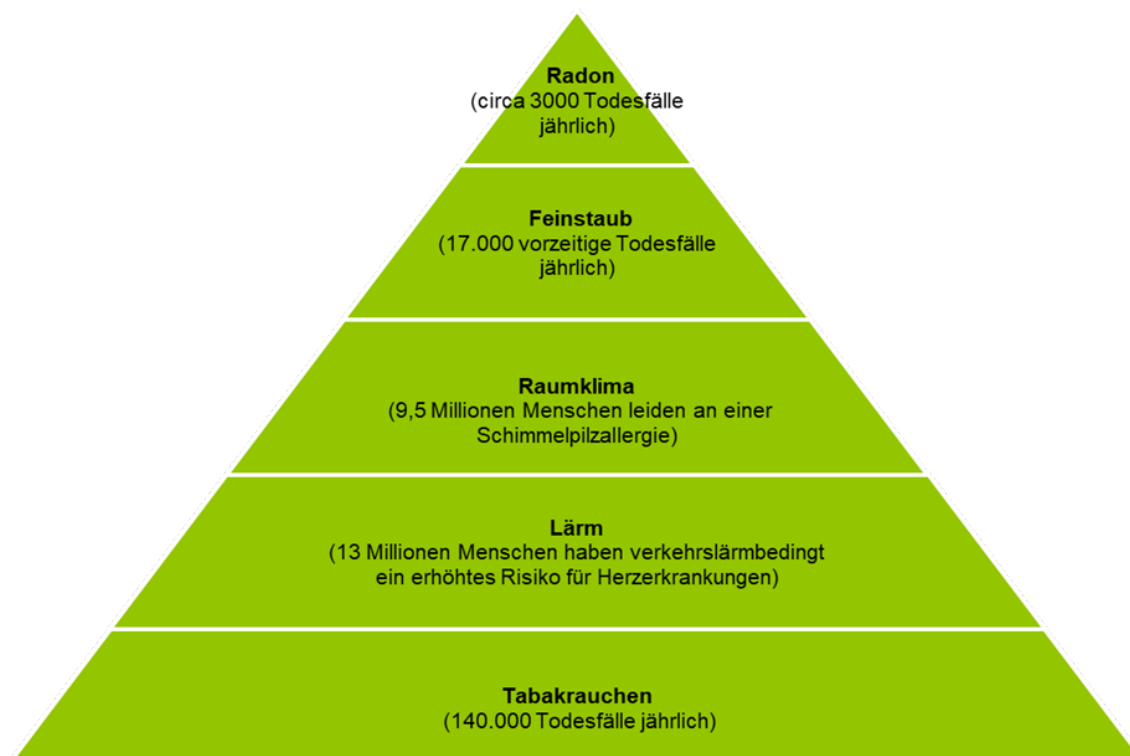 Radon
(circa 3000 Todesfälle
jährlich)
Feinstaub
(17.000 vorzeitige Todesfälle
jährlich)
Raumklima
(9,5 Millionen Menschen leiden an einer
Schimmelpilzallergie)
Lärm
(13 Millionen Menschen haben verkehrslärmbedingt
ein erhöhtes Risiko für Herzerkrankungen)
Tabakrauchen
(140.000 Todesfälle jährlich)